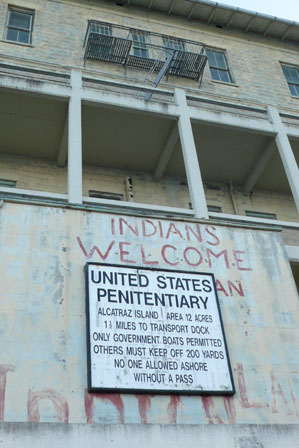 INDIANS
WELCOME
UNITED STATES
PENITENTIARY
ALCATRAZ ISLAND AREA 12 ACRES
1½ MILES TO TRANSPORT DOCK
ONLY GOVERNMENT BOATS PERMITTED
OTHERS MUST KEEP OFF 200 YARDS
NO ONE ALLOWED ASHORE
WITHOUT A PASS